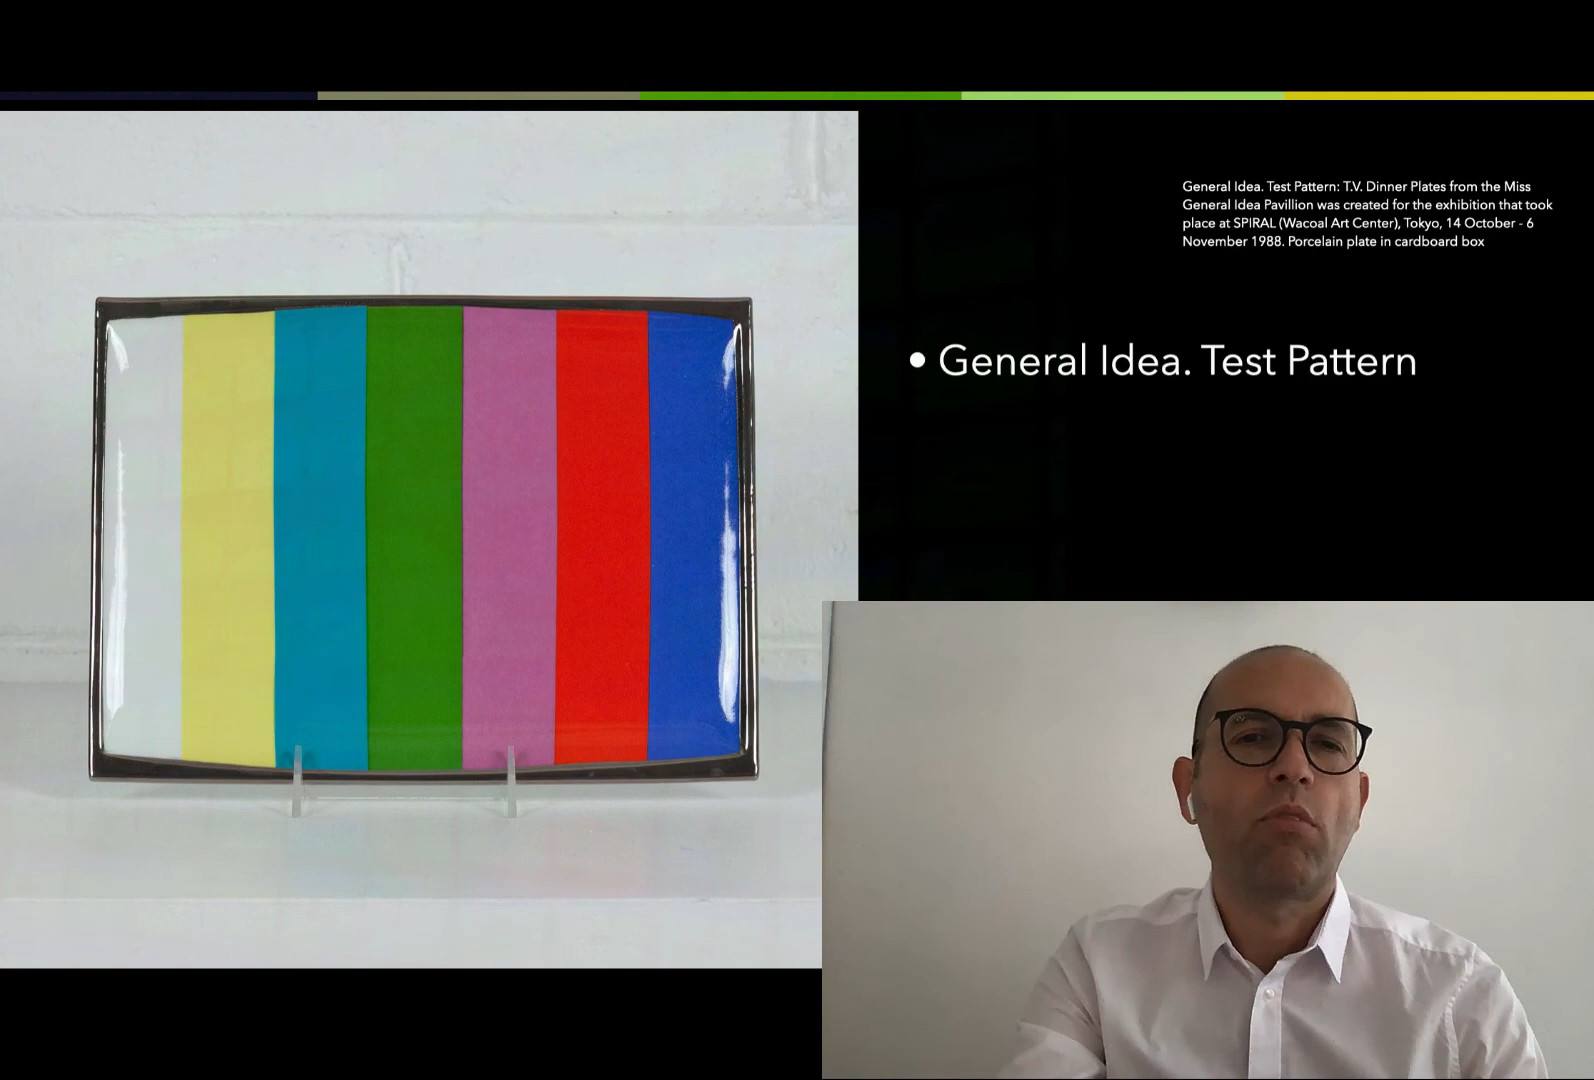 General Idea. Test Pattern: T.V. Dinner Plates from the Miss
General Idea Pavillion was created for the exhibition that took
place at SPIRAL (Wacoal Art Center), Tokyo, 14 October - 6
November 1988. Porcelain plate in cardboard box
• General Idea. Test Pattern